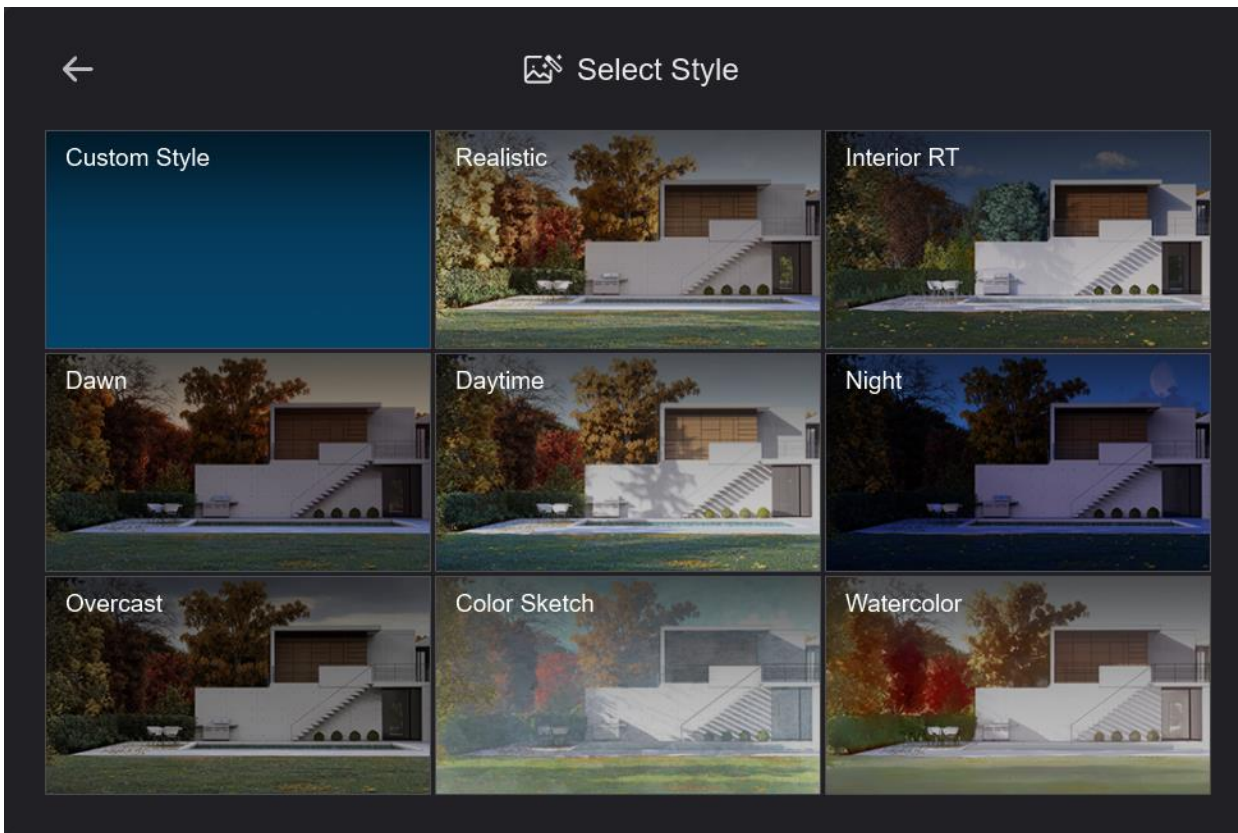 Select Style
Custom Style
Realistic
Interior RT
Dawn
Daytime
Night
Overcast
Color Sketch
Watercolor